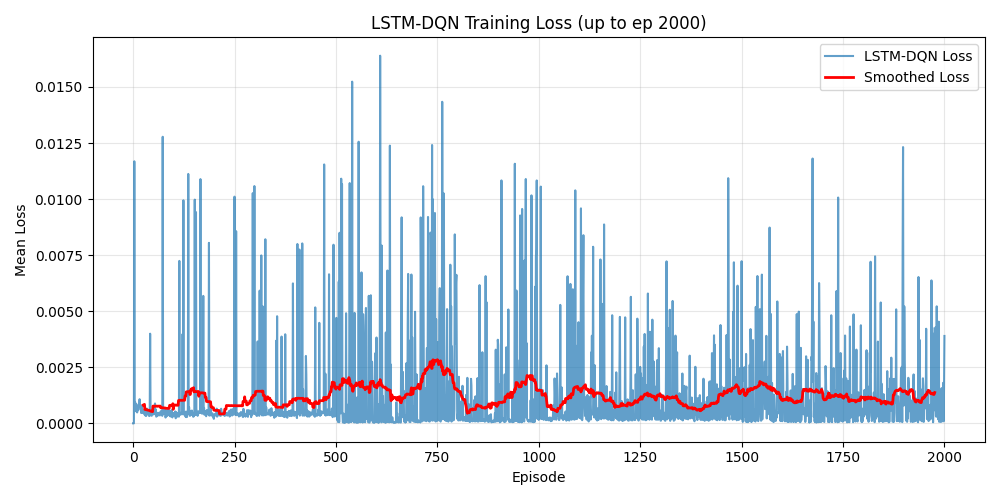 LSTM-DQN Training Loss (up to ep 2000)
LSTM-DQN Loss
Smoothed Loss
Mean Loss
0.0150
0.0125
0.0100
0.0075
0.0050
0.0025
0.0000
0 250 500 750 1000 1250 1500 1750 2000
Episode